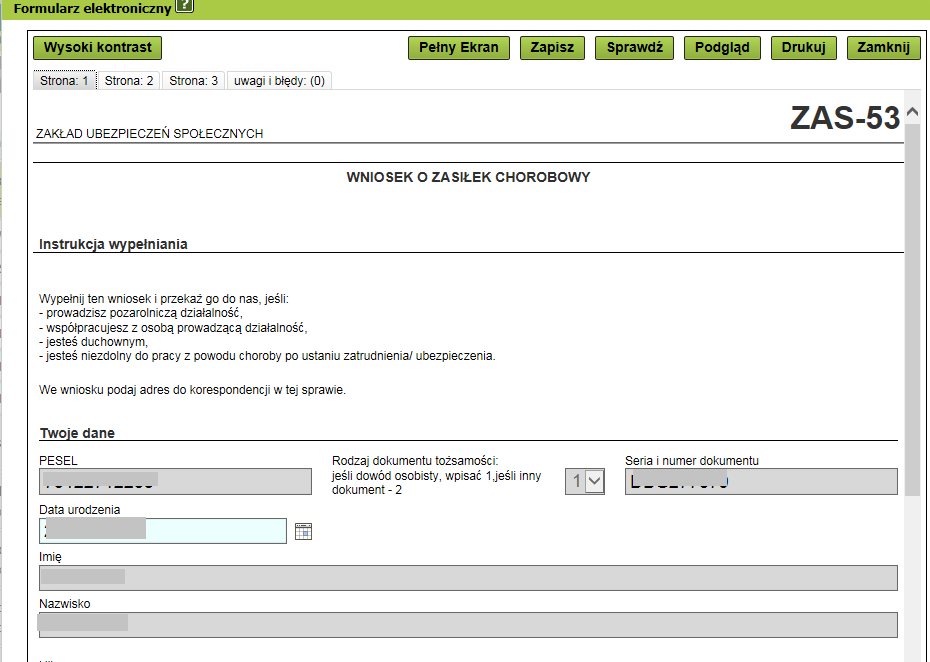 Formularz elektroniczny ?
Wysoki kontrast Pełny Ekran Zapisz Sprawdź Podgląd Drukuj Zamknij
Strona: 1 Strona: 2 Strona: 3 uwagi i błędy: (0)
ZAS-53
ZAKŁAD UBEZPIECZEŃ SPOŁECZNYCH
WNIOSEK O ZASIŁEK CHOROBOWY
Instrukcja wypełniania
Wypełnij ten wniosek i przekaż go do nas, jeśli:
- prowadzisz pozarolniczą działalność,
- współpracujesz z osobą prowadzącą działalność,
- jesteś duchownym,
- jesteś niezdolny do pracy z powodu choroby po ustaniu zatrudnienia/ ubezpieczenia.
We wniosku podaj adres do korespondencji w tej sprawie.
Twoje dane
PESEL
Rodzaj dokumentu tożsamości:
jeśli dowód osobisty, wpisać 1,jeśli inny
dokument - 2
1
Seria i numer dokumentu
Data urodzenia
Imię
Nazwisko